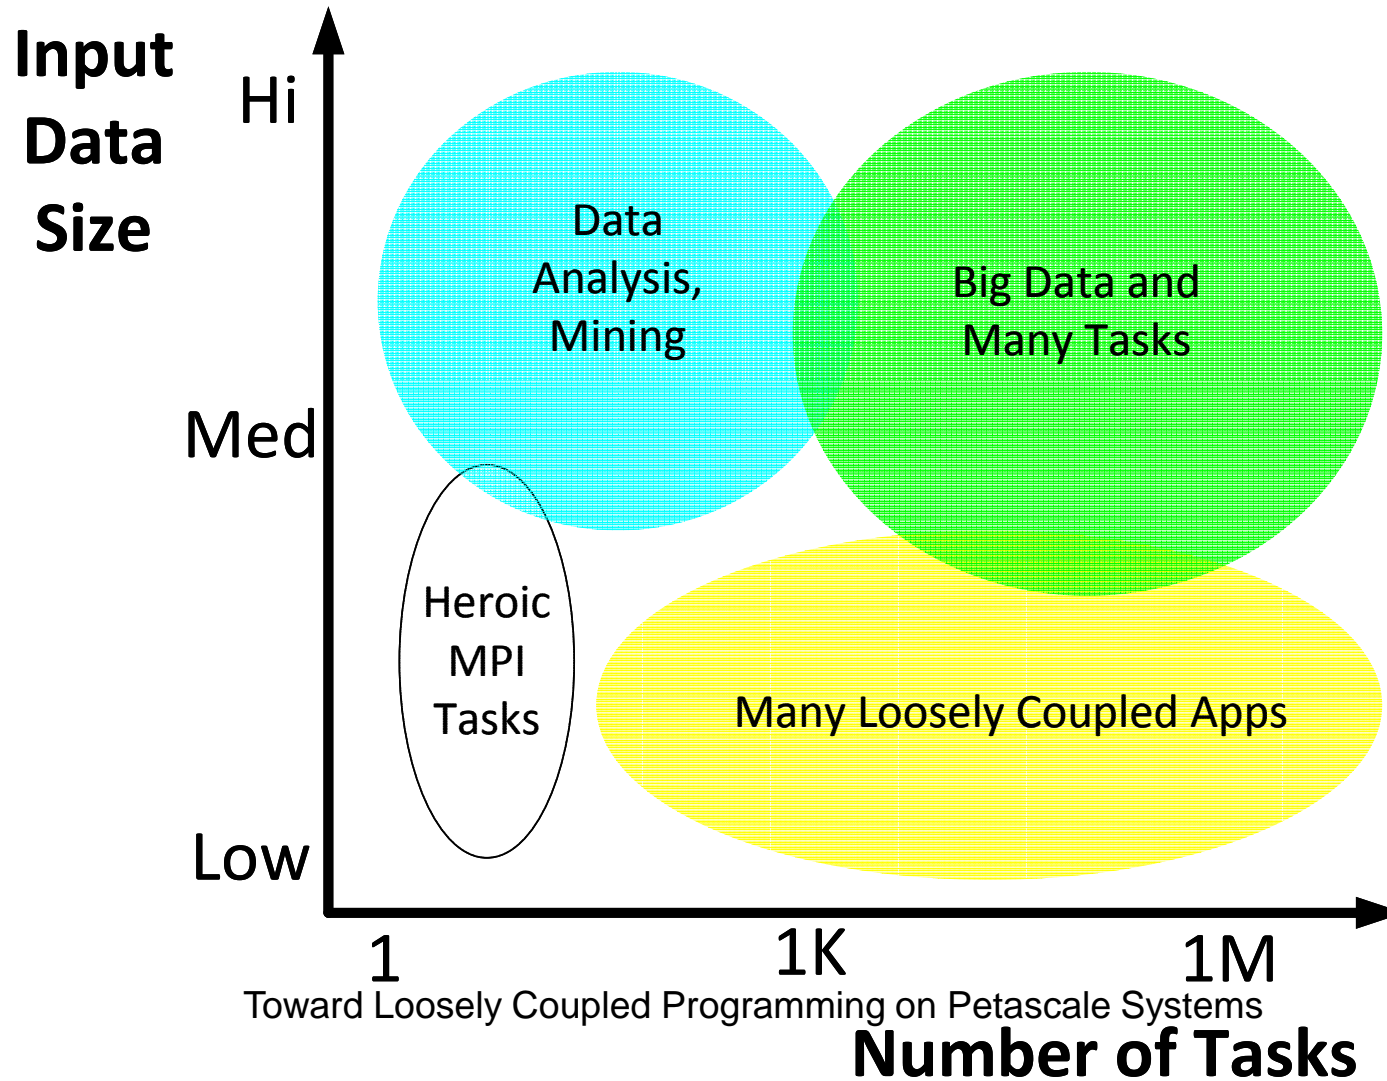 Input
Data
Size
Hi
Med
Low
Data
Analysis,
Mining
Big Data and
Many Tasks
Heroic
MPI
Tasks
Many Loosely Coupled Apps
1 1K 1M
Toward Loosely Coupled Programming on Petascale Systems
Number of Tasks